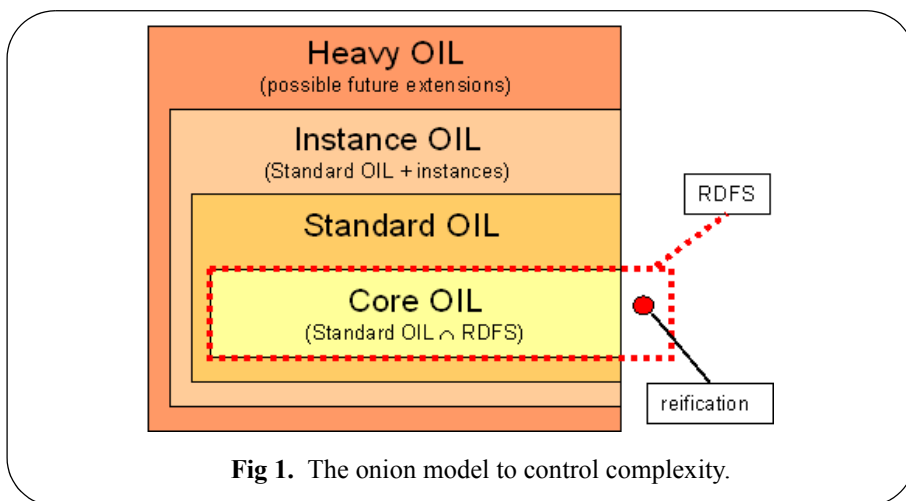 Heavy OIL
(possible future extensions)
Instance OIL
(Standard OIL + instances)
RDFS
Standard OIL
Core OIL
(Standard OIL ∩ RDFS)
reification
Fig 1. The onion model to control complexity.